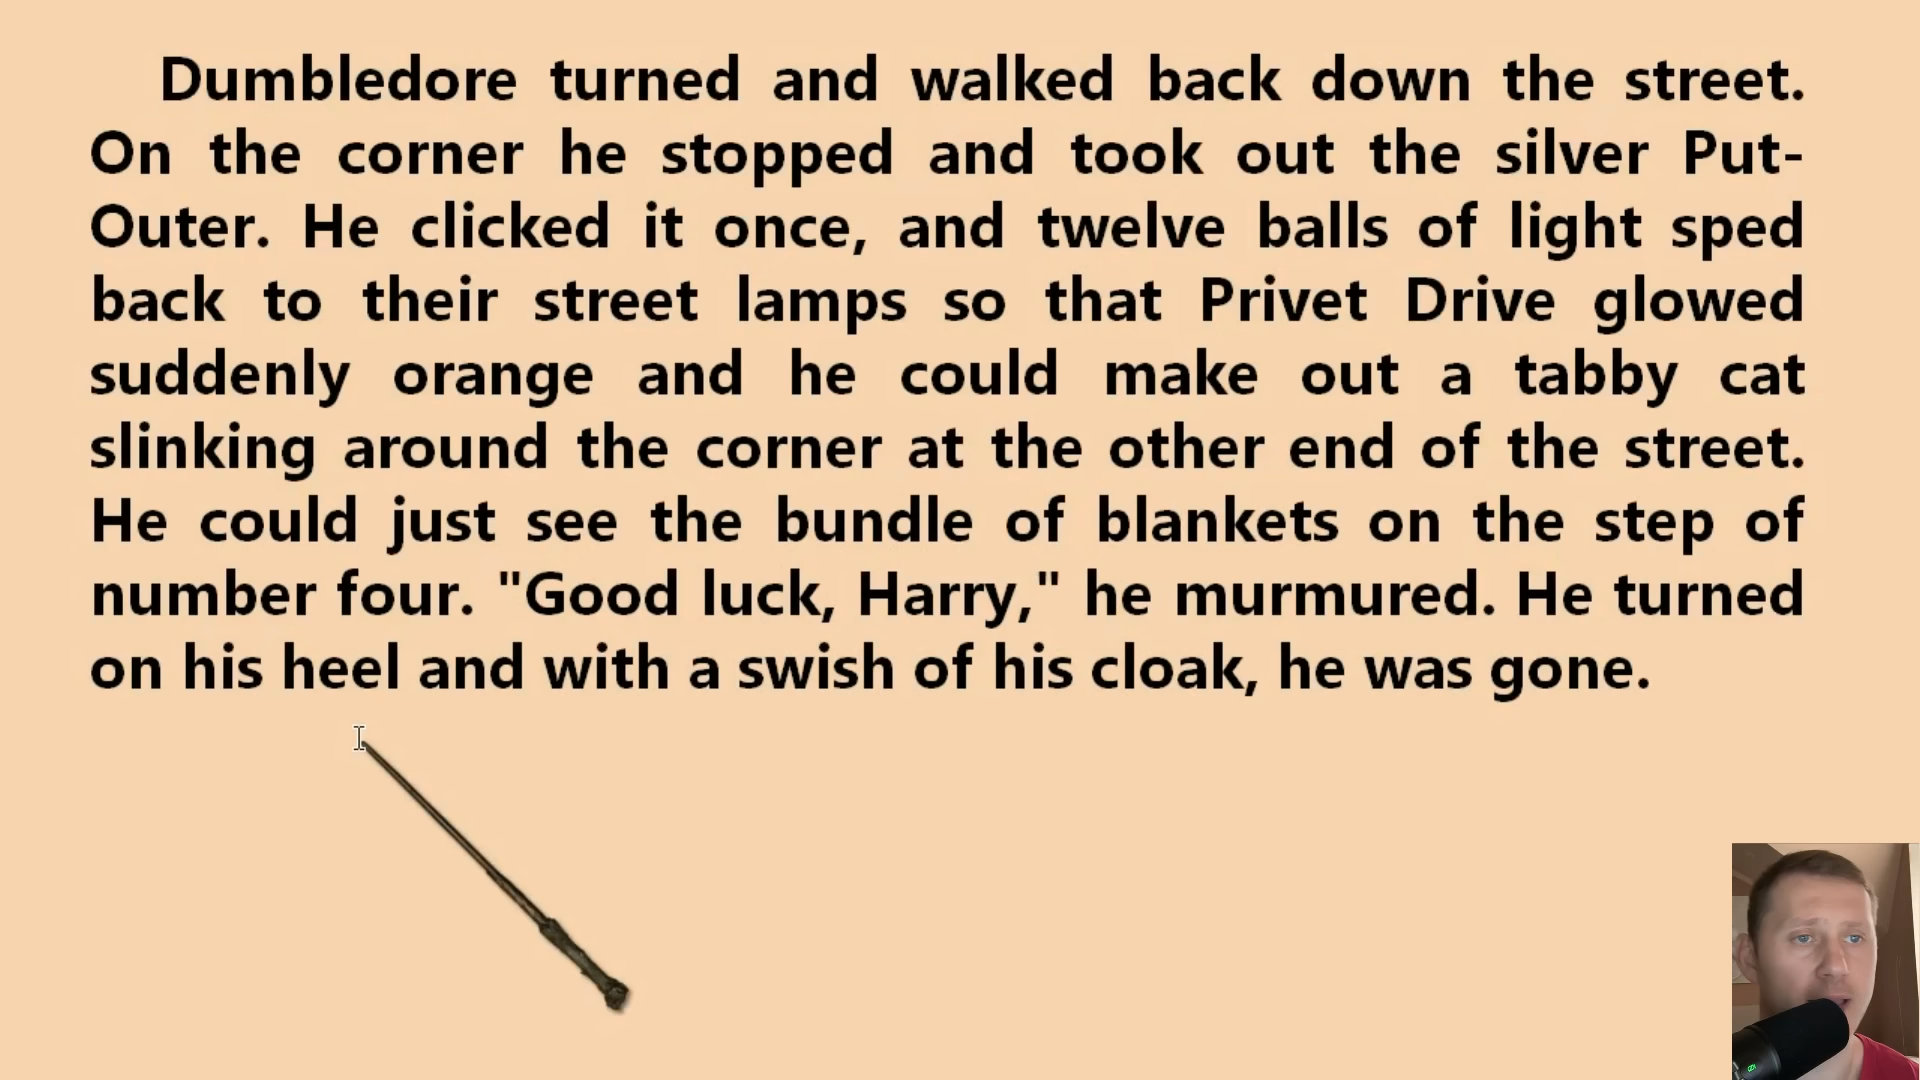 Dumbledore turned and walked back down the street.
On the corner he stopped and took out the silver Put-
Outer. He clicked it once, and twelve balls of light sped
back to their street lamps so that Privet Drive glowed
suddenly orange and he could make out a tabby cat
slinking around the corner at the other end of the street.
He could just see the bundle of blankets on the step of
number four. "Good luck, Harry," he murmured. He turned
on his heel and with a swish of his cloak, he was gone.